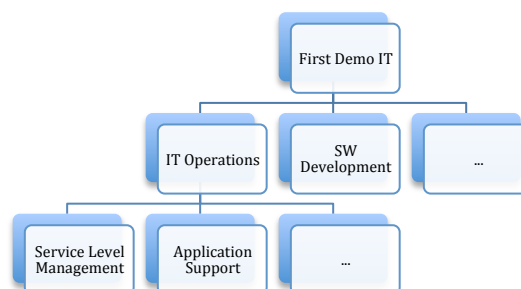 First Demo IT
IT Operations
SW
Development
...
Service Level
Management
Application
Support
...